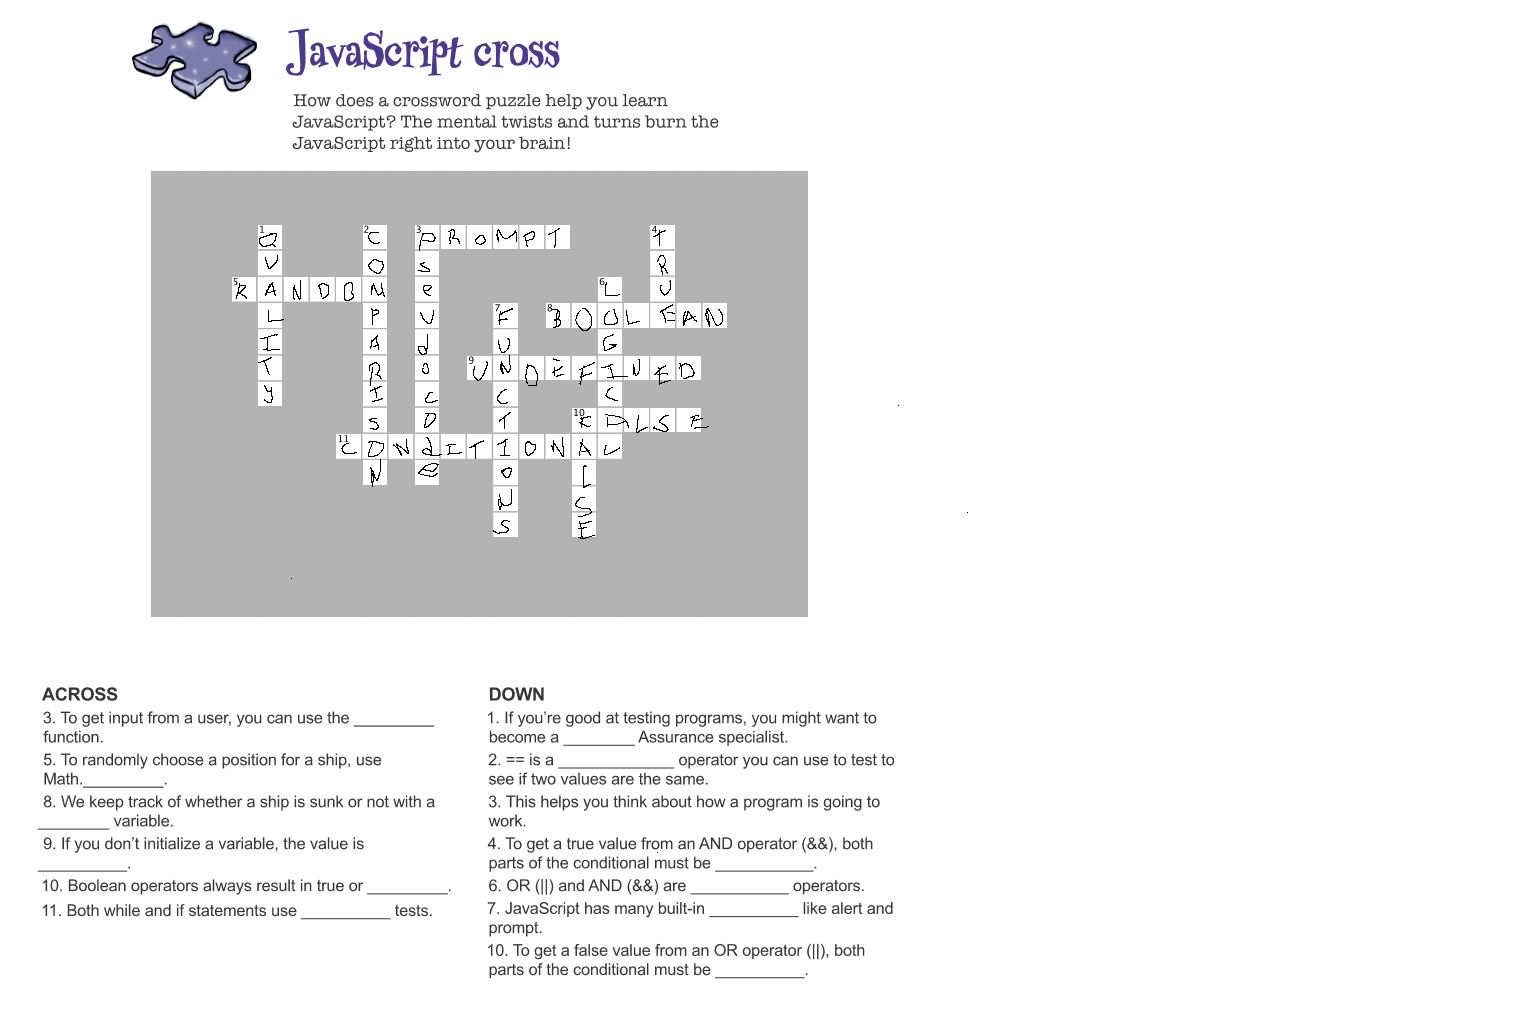 JavaScript cross
How does a crossword puzzle help you learn
JavaScript? The mental twists and turns burn the
JavaScript right into your brain!
1 Q 2 C 3 P R O M P T 4 T
U O S R
5 R A N D O M e 6 L U
L P U 7 F 8 B O O L E A N
I A d U G
T R o 9 U N D E F I N E D
Y I C C C
S O T 10 F A L S E
11 C O N d I T I O N A L
N e O L
N S
S E
ACROSS
3. To get input from a user, you can use the _________
function.
5. To randomly choose a position for a ship, use
Math._________.
8. We keep track of whether a ship is sunk or not with a
________ variable.
9. If you don't initialize a variable, the value is
__________.
10. Boolean operators always result in true or _________.
11. Both while and if statements use __________ tests.
DOWN
1. If you're good at testing programs, you might want to
become a ________ Assurance specialist.
2. == is a _____________ operator you can use to test to
see if two values are the same.
3. This helps you think about how a program is going to
work.
4. To get a true value from an AND operator (&&), both
parts of the conditional must be ___________.
6. OR (||) and AND (&&) are ___________ operators.
7. JavaScript has many built-in __________ like alert and
prompt.
10. To get a false value from an OR operator (||), both
parts of the conditional must be __________.